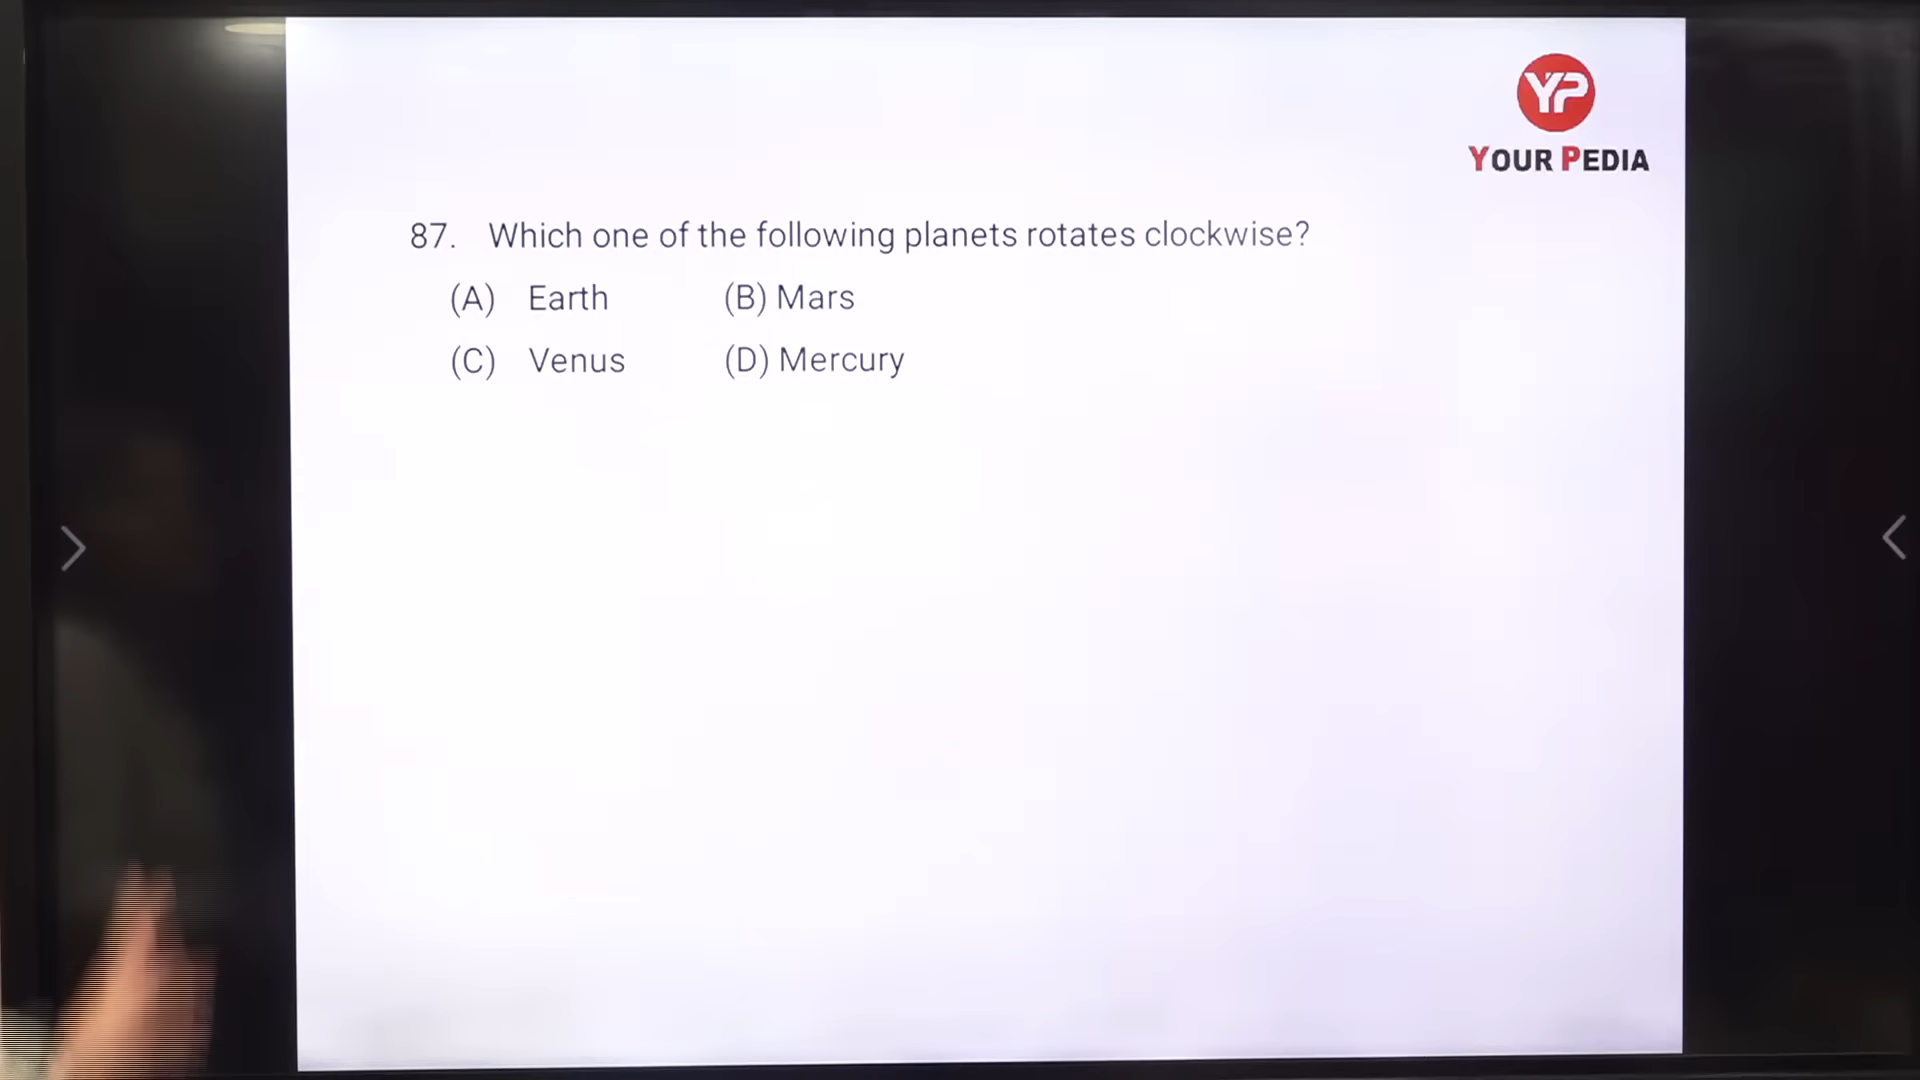 YP
YOUR PEDIA
87. Which one of the following planets rotates clockwise?
(A) Earth (B) Mars
(C) Venus (D) Mercury